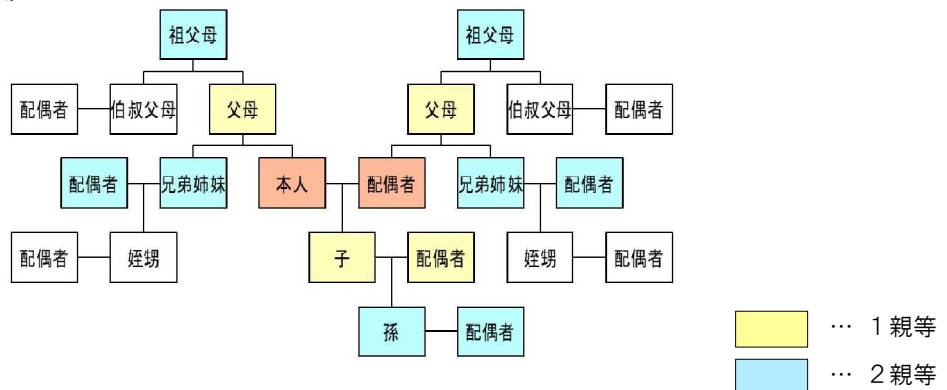 祖父母 祖父母
配偶者 伯叔父母 父母 父母 伯叔父母 配偶者
配偶者 兄弟姉妹 本人 配偶者 兄弟姉妹 配偶者
配偶者 姪甥 子 配偶者 姪甥 配偶者
孫 配偶者
… 1親等
… 2親等